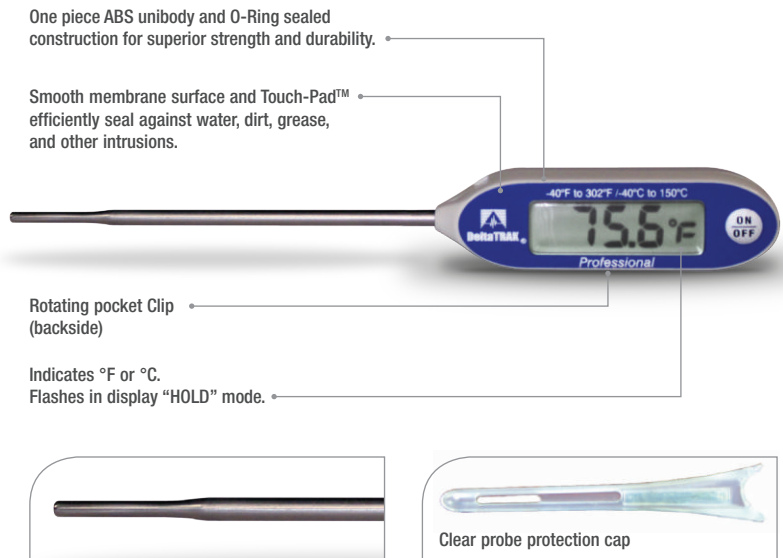 One piece ABS unibody and O-Ring sealed
construction for superior strength and durability.
Smooth membrane surface and Touch-Pad™
efficiently seal against water, dirt, grease,
and other intrusions.
-40°F to 302°F /-40°C to 150°C
75.6°F
ON
OFF
DeltaTRAK®
Professional
Rotating pocket Clip
(backside)
Indicates °F or °C.
Flashes in display “HOLD” mode.
Clear probe protection cap